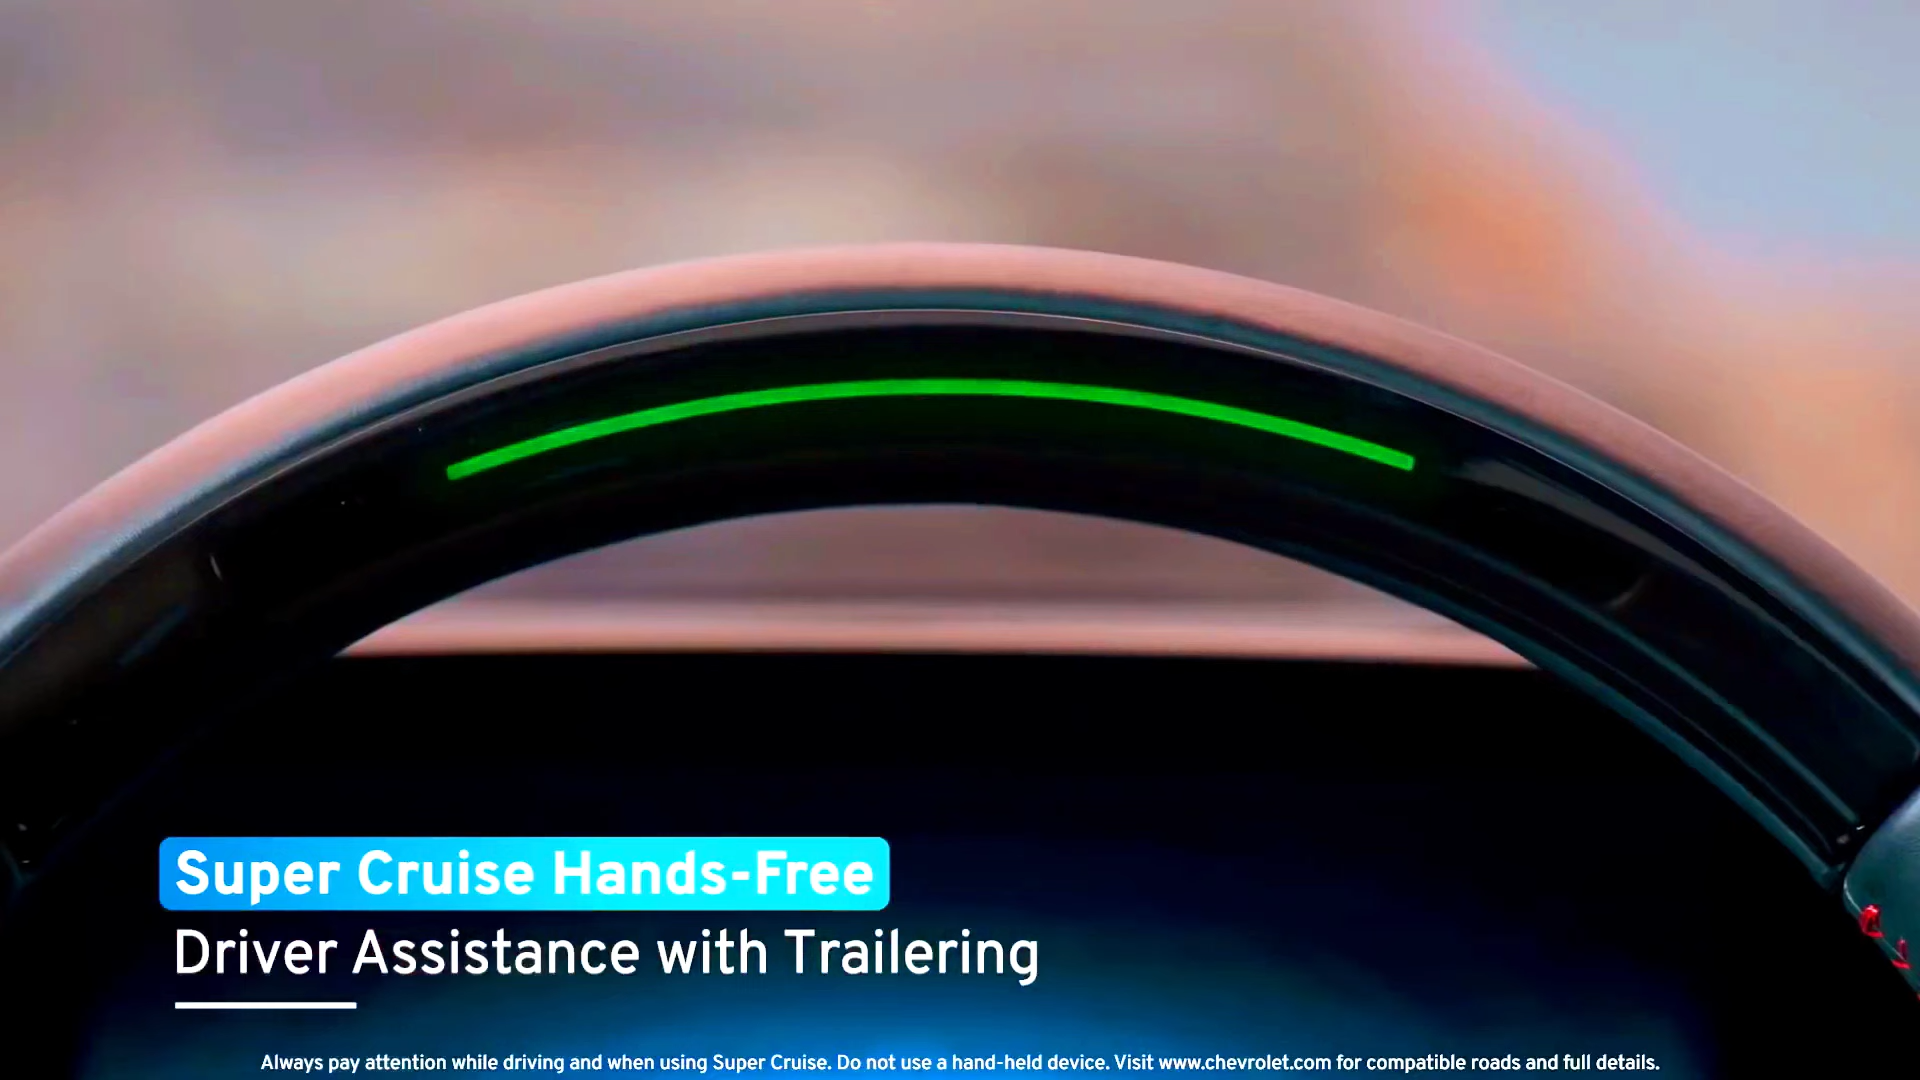 Super Cruise Hands-Free
Driver Assistance with Trailering
Always pay attention while driving and when using Super Cruise. Do not use a hand-held device. Visit www.chevrolet.com for compatible roads and full details.